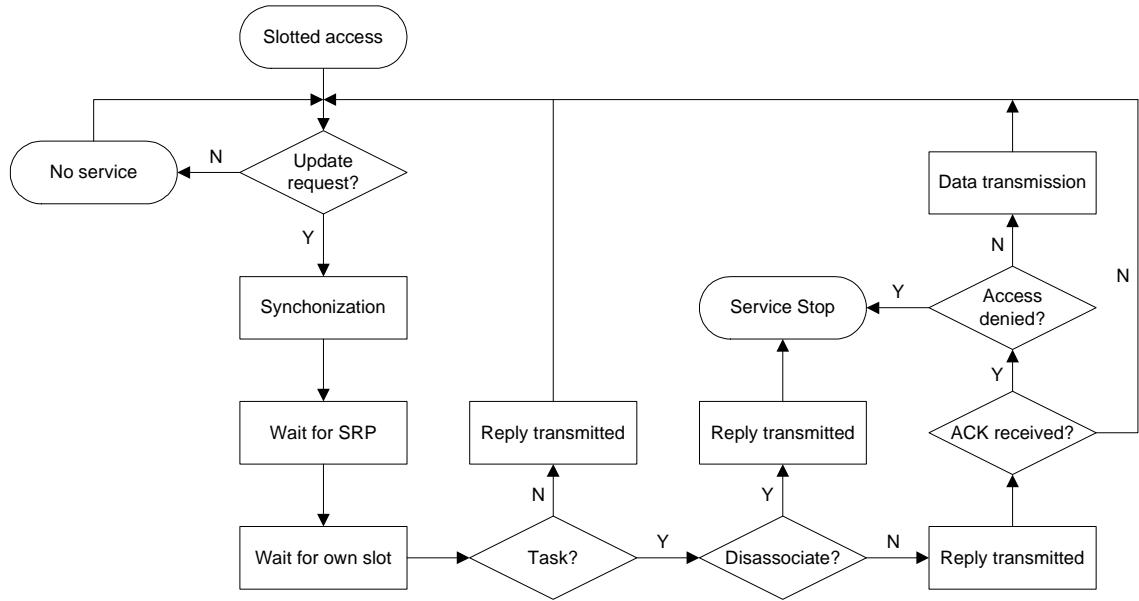 Slotted access
No service
N
Update
request?
Y
Data transmission
N
N
Synchonization
Service Stop
Y
Access
denied?
Y
Wait for SRP
Reply transmitted
Reply transmitted
ACK received?
N
Y
Wait for own slot
Task?
Y
Disassociate?
N
Reply transmitted